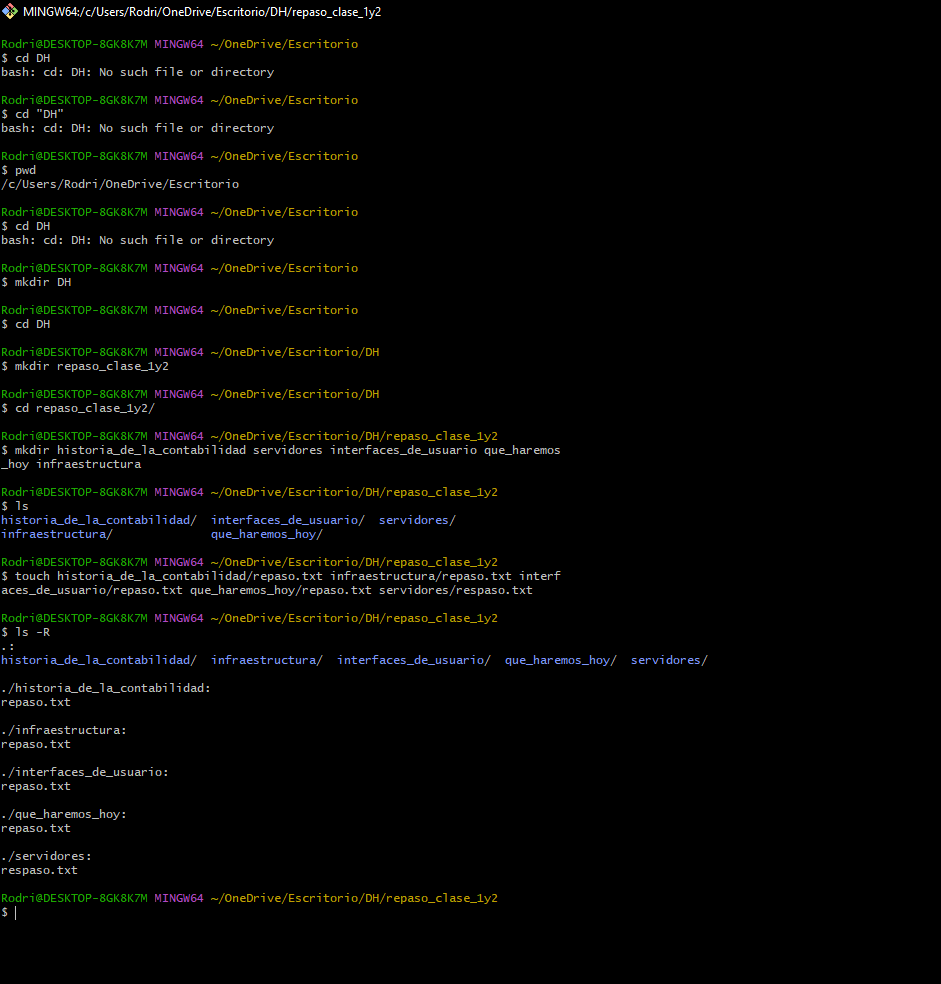 MINGW64:/c/Users/Rodri/OneDrive/Escritorio/DH/repaso_clase_1y2
Rodri@DESKTOP-8GK8K7M MINGW64 ~/OneDrive/Escritorio
$ cd DH
bash: cd: DH: No such file or directory
Rodri@DESKTOP-8GK8K7M MINGW64 ~/OneDrive/Escritorio
$ cd "DH"
bash: cd: DH: No such file or directory
Rodri@DESKTOP-8GK8K7M MINGW64 ~/OneDrive/Escritorio
$ pwd
/c/Users/Rodri/OneDrive/Escritorio
Rodri@DESKTOP-8GK8K7M MINGW64 ~/OneDrive/Escritorio
$ cd DH
bash: cd: DH: No such file or directory
Rodri@DESKTOP-8GK8K7M MINGW64 ~/OneDrive/Escritorio
$ mkdir DH
Rodri@DESKTOP-8GK8K7M MINGW64 ~/OneDrive/Escritorio
$ cd DH
Rodri@DESKTOP-8GK8K7M MINGW64 ~/OneDrive/Escritorio/DH
$ mkdir repaso_clase_1y2
Rodri@DESKTOP-8GK8K7M MINGW64 ~/OneDrive/Escritorio/DH
$ cd repaso_clase_1y2/
Rodri@DESKTOP-8GK8K7M MINGW64 ~/OneDrive/Escritorio/DH/repaso_clase_1y2
$ mkdir historia_de_la_contabilidad servidores interfaces_de_usuario que_haremos
_hoy infraestructura
Rodri@DESKTOP-8GK8K7M MINGW64 ~/OneDrive/Escritorio/DH/repaso_clase_1y2
$ ls
historia_de_la_contabilidad/  interfaces_de_usuario/  servidores/
infraestructura/              que_haremos_hoy/
Rodri@DESKTOP-8GK8K7M MINGW64 ~/OneDrive/Escritorio/DH/repaso_clase_1y2
$ touch historia_de_la_contabilidad/repaso.txt infraestructura/repaso.txt interf
aces_de_usuario/repaso.txt que_haremos_hoy/repaso.txt servidores/respaso.txt
Rodri@DESKTOP-8GK8K7M MINGW64 ~/OneDrive/Escritorio/DH/repaso_clase_1y2
$ ls -R
.:
historia_de_la_contabilidad/  infraestructura/  interfaces_de_usuario/  que_haremos_hoy/  servidores/
./historia_de_la_contabilidad:
repaso.txt
./infraestructura:
repaso.txt
./interfaces_de_usuario:
repaso.txt
./que_haremos_hoy:
repaso.txt
./servidores:
respaso.txt
Rodri@DESKTOP-8GK8K7M MINGW64 ~/OneDrive/Escritorio/DH/repaso_clase_1y2
$